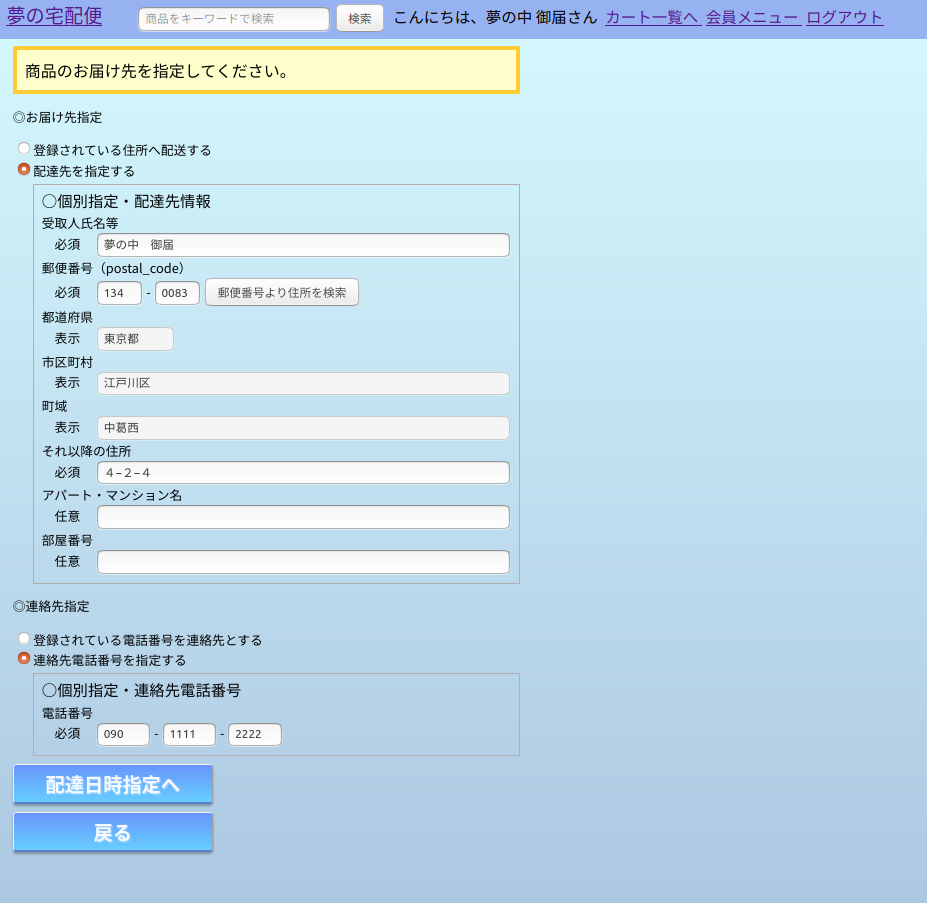 夢の宅配便 商品をキーワードで検索 検索 こんにちは、夢の中 御届さん カート一覧へ 会員メニュー ログアウト
商品のお届け先を指定してください。
◎お届け先指定
登録されている住所へ配送する
配達先を指定する
○個別指定・配達先情報
受取人氏名等
必須 夢の中　御届
郵便番号（postal_code）
必須 134 - 0083 郵便番号より住所を検索
都道府県
表示 東京都
市区町村
表示 江戸川区
町域
表示 中葛西
それ以降の住所
必須 ４−２−４
アパート・マンション名
任意
部屋番号
任意
◎連絡先指定
登録されている電話番号を連絡先とする
連絡先電話番号を指定する
○個別指定・連絡先電話番号
電話番号
必須 090 - 1111 - 2222
配達日時指定へ
戻る